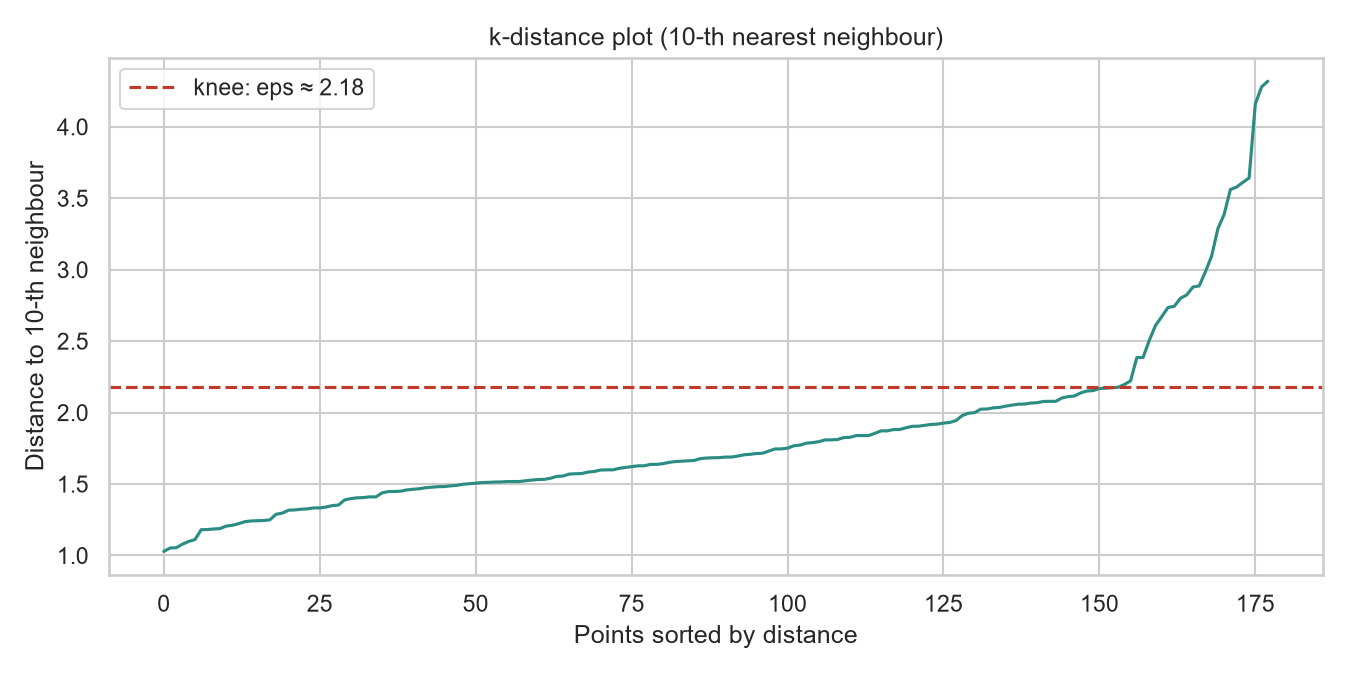 k-distance plot (10-th nearest neighbour)
knee: eps ≈ 2.18
Distance to 10-th neighbour
4.0
3.5
3.0
2.5
2.0
1.5
1.0
0 25 50 75 100 125 150 175
Points sorted by distance